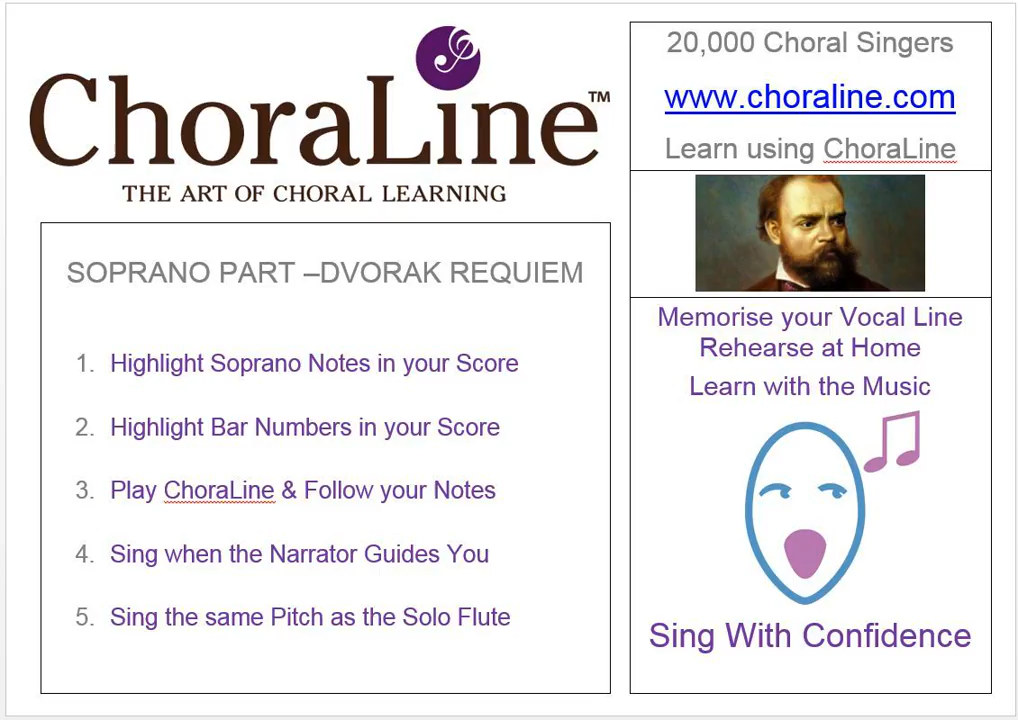 ChoraLine™
THE ART OF CHORAL LEARNING
SOPRANO PART –DVORAK REQUIEM
1. Highlight Soprano Notes in your Score
2. Highlight Bar Numbers in your Score
3. Play ChoraLine & Follow your Notes
4. Sing when the Narrator Guides You
5. Sing the same Pitch as the Solo Flute
20,000 Choral Singers
www.choraline.com
Learn using ChoraLine
Memorise your Vocal Line
Rehearse at Home
Learn with the Music
Sing With Confidence